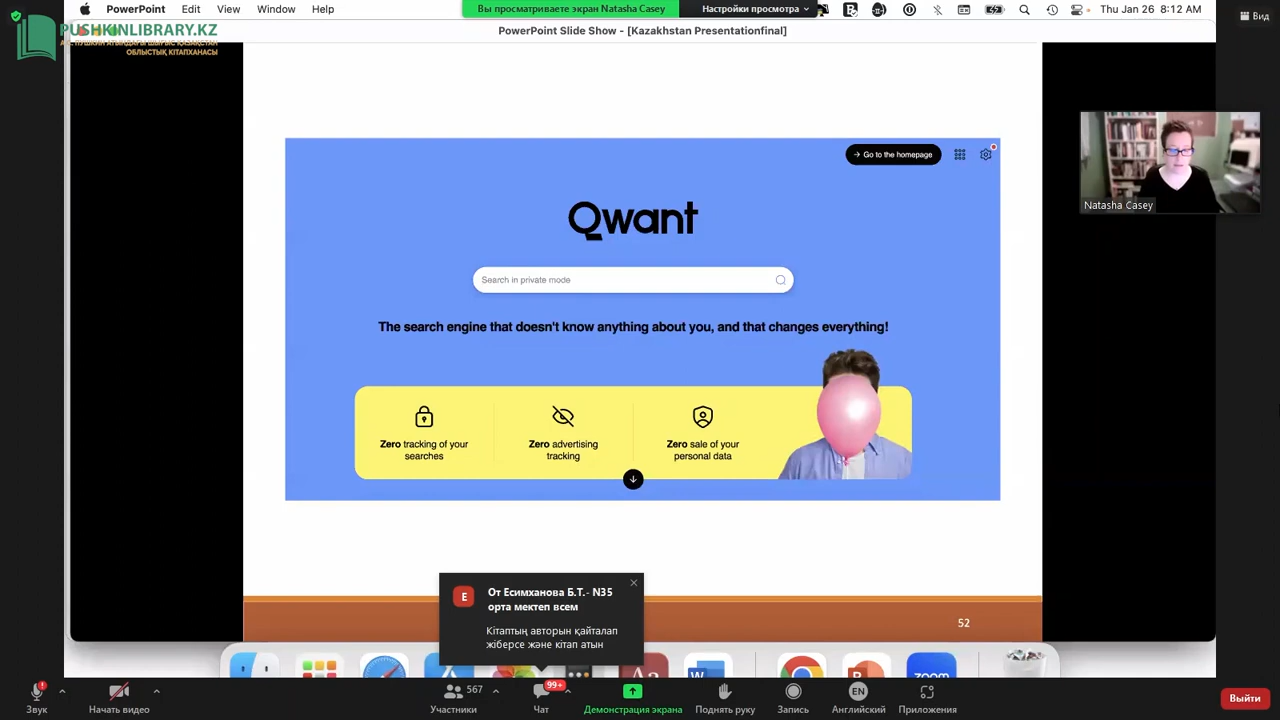 PowerPoint Edit View Window Help
Вы просматриваете экран Natasha Casey
Настройки просмотра
Thu Jan 26 8:12 AM
Вид
PUSHKINLIBRARY.KZ
ОБЛЫСТЫҚ КІТАПХАНАСЫ
PowerPoint Slide Show - [Kazakhstan Presentationfinal]
→ Go to the homepage
Qwant
Search in private mode
The search engine that doesn't know anything about you, and that changes everything!
Zero tracking of your
searches
Zero advertising
tracking
Zero sale of your
personal data
Natasha Casey
52
E
От Есимханова Б.Т.- N35
орта мектеп всем
Кітаптың авторын қайталап
жіберсе және кітап атын
zoom
Звук
Начать видео
567
Участники
99+
Чат
Демонстрация экрана
Поднять руку
Запись
EN
Английский
Приложения
Выйти